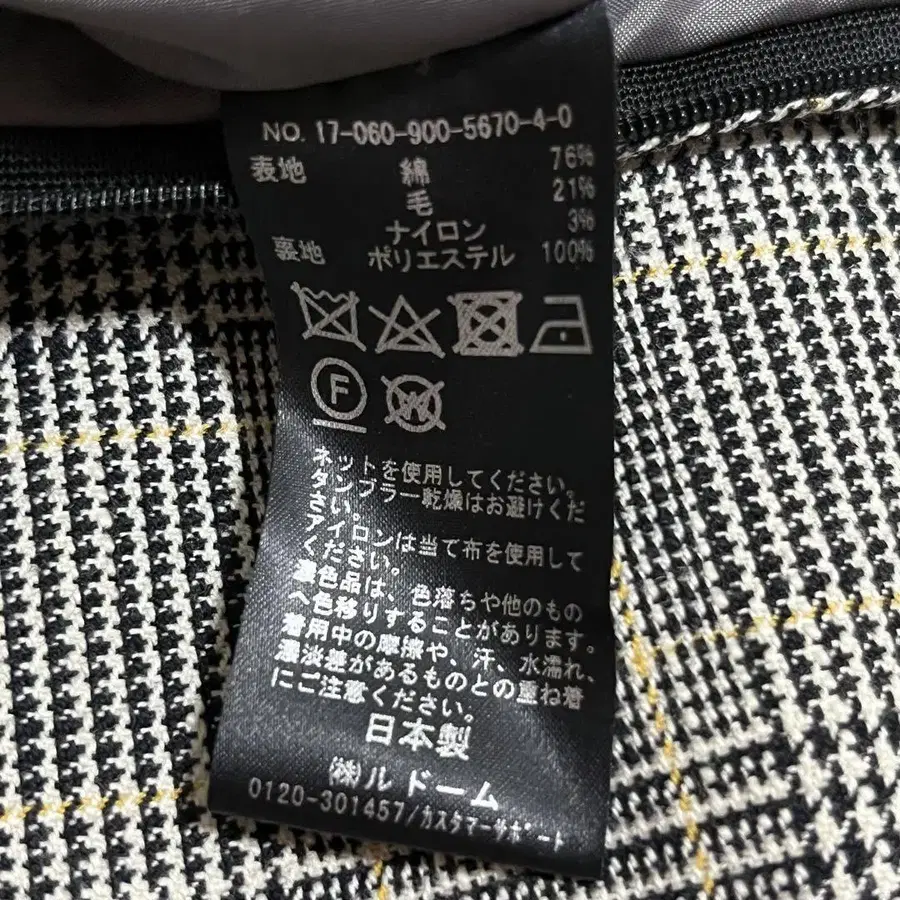 NO. 17-060-900-5670-4-0
表地 綿 76%
毛 21%
ナイロン 3%
裏地 ポリエステル 100%
F W
ネットを使用してください。
タンブラー乾燥はお避けくだ
さい。
アイロンは当て布を使用して
ください。
濃色品は、色落ちや他のもの
へ色移りすることがあります。
着用中の摩擦や、汗、水濡れ、
濃淡差があるものとの重ね着
にご注意ください。
日本製
(株)ル ドーム
0120-301457/カスタマーサポート